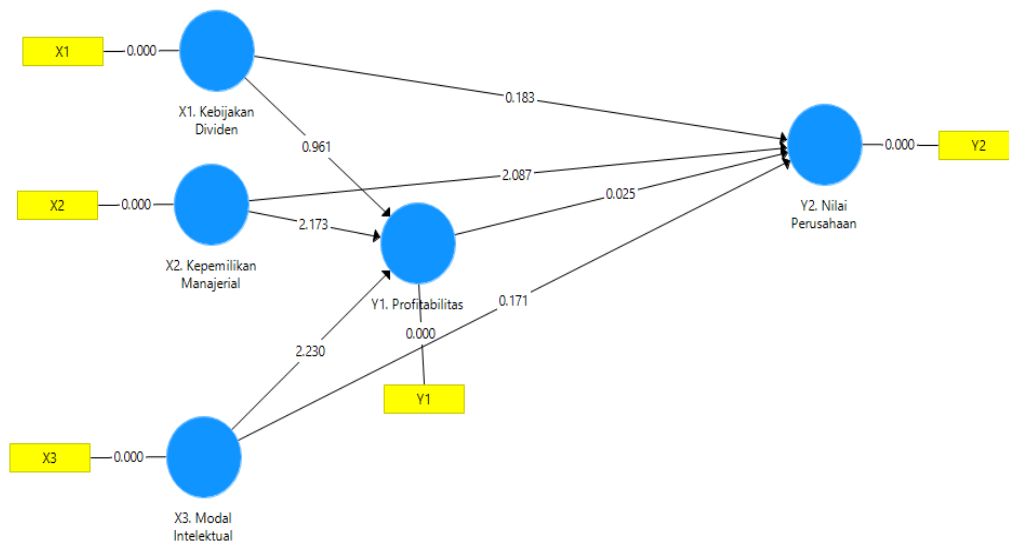 X1
0.000
X1. Kebijakan
Dividen
0.183
0.961
X2
0.000
X2. Kepemilikan
Manajerial
2.087
2.173
0.025
Y1. Profitabilitas
0.000
Y1
0.000
Y2
Y2. Nilai
Perusahaan
0.171
2.230
X3
0.000
X3. Modal
Intelektual